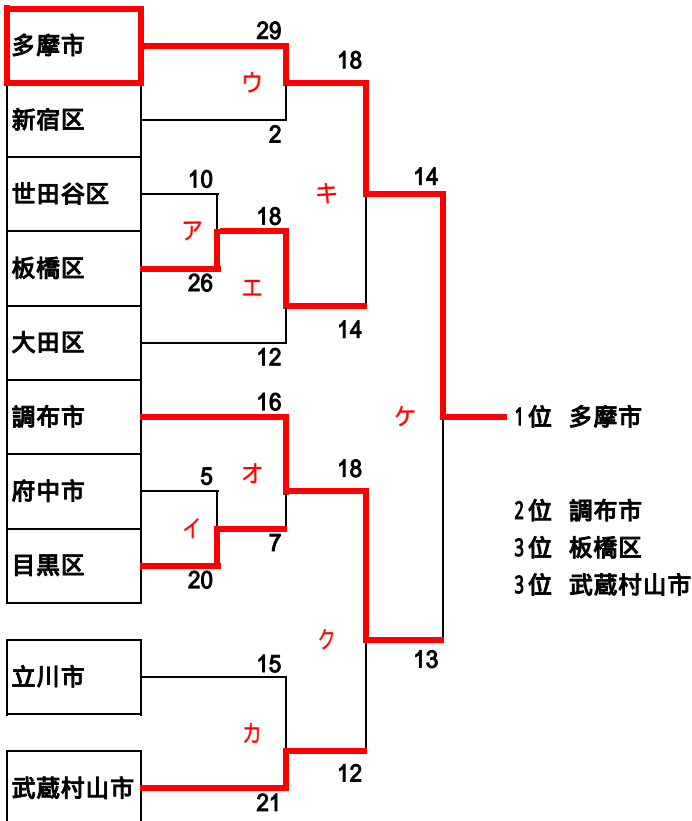 多摩市
29
18
ウ
新宿区
2
世田谷区
10
14
キ
18
ア
板橋区
26
エ
14
大田区
12
調布市
16
ケ
1位 多摩市
オ
18
府中市
5
2位 調布市
イ
7
3位 板橋区
目黒区
20
3位 武蔵村山市
ク
立川市
15
13
カ
12
武蔵村山市
21